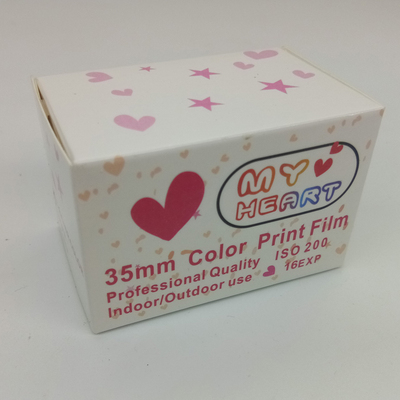 MY
HEART
35mm Color Print Film
Professional Quality ISO 200
Indoor/Outdoor use 16EXP